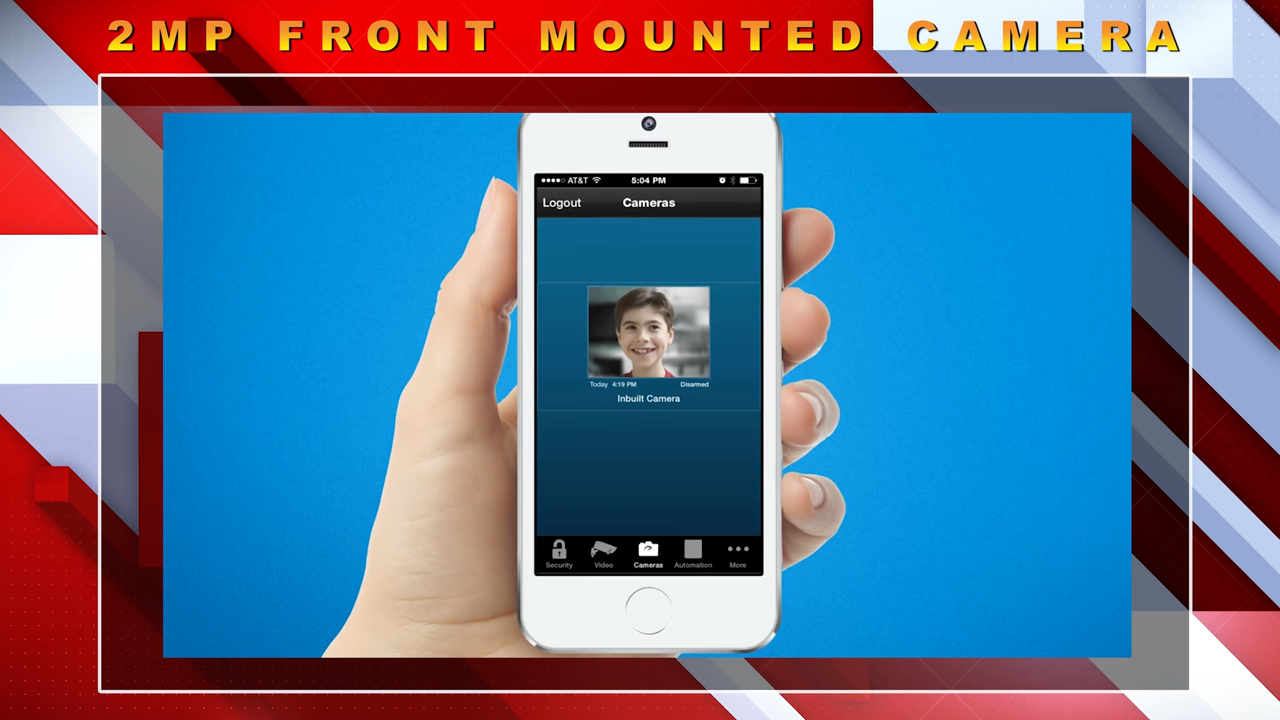 2MP FRONT MOUNTED CAMERA
AT&T 5:04 PM
Logout Cameras
Today 4:19 PM Disarmed
Inbuilt Camera
Security Video Cameras Automation More